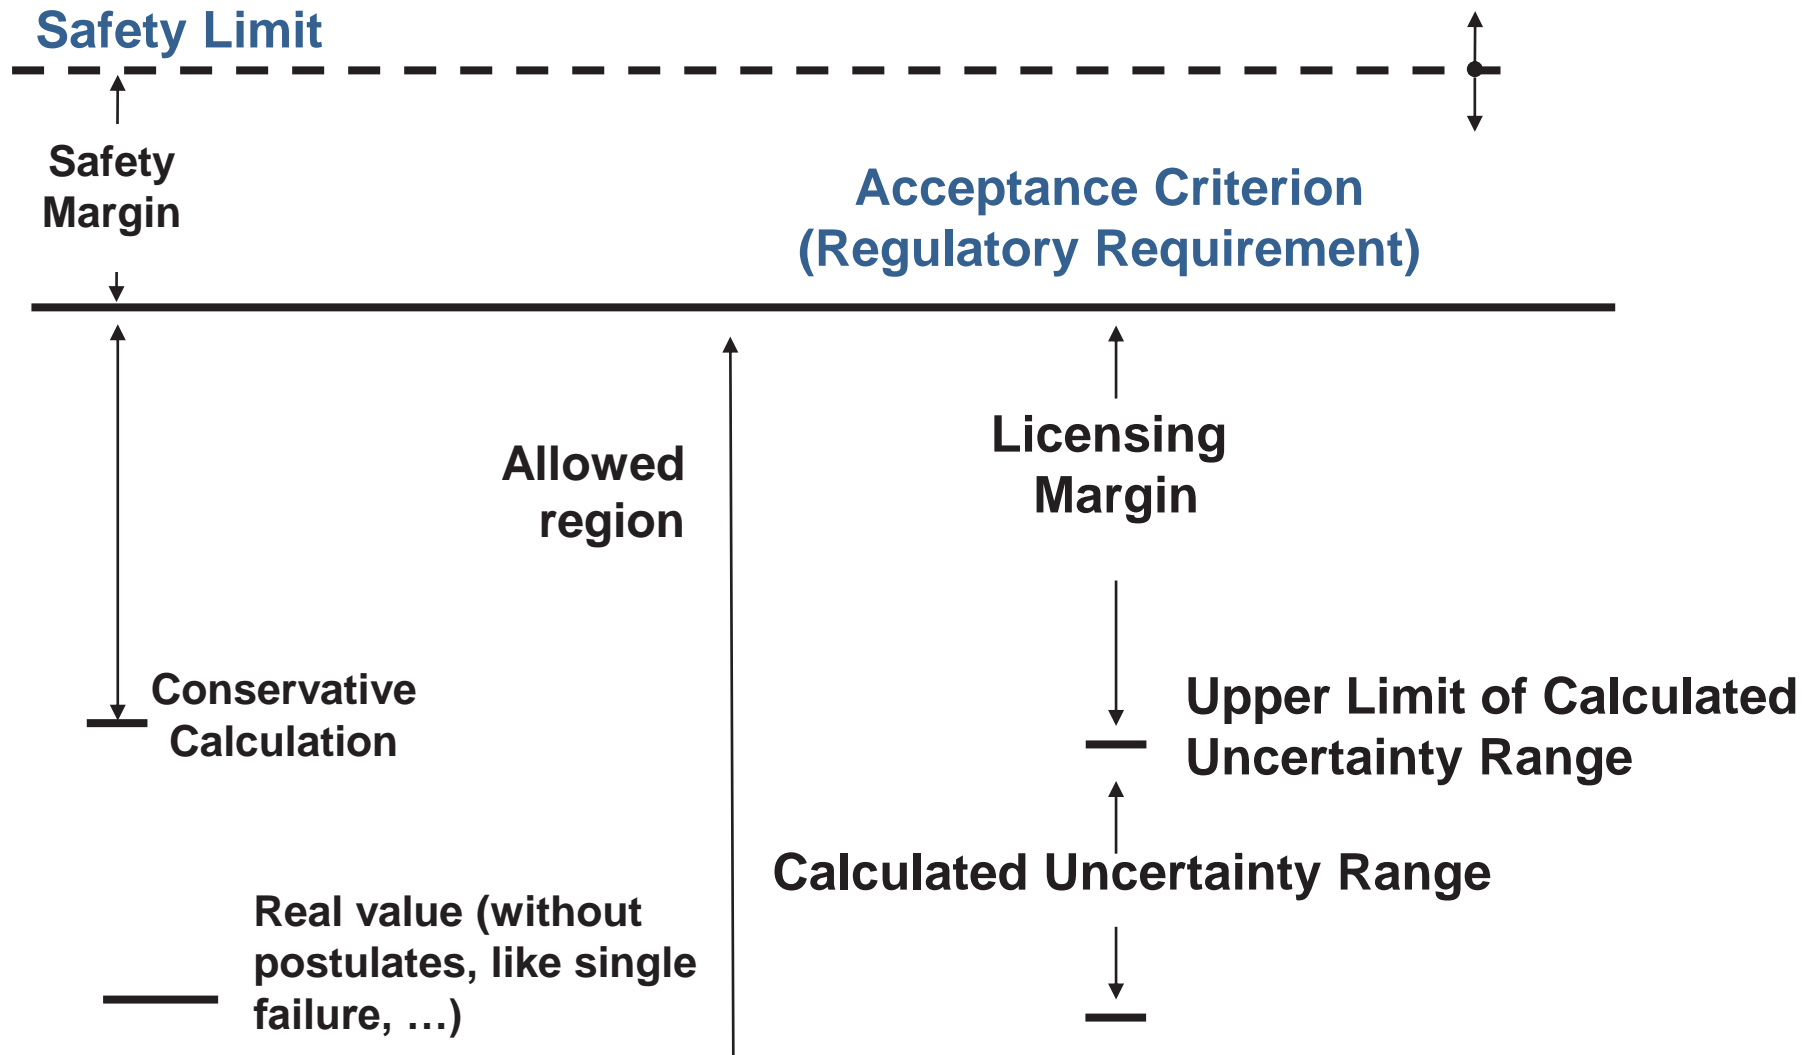 Safety Limit
Safety
Margin
Acceptance Criterion
(Regulatory Requirement)
Allowed
region
Licensing
Margin
Conservative
Calculation
Upper Limit of Calculated
Uncertainty Range
Calculated Uncertainty Range
Real value (without
postulates, like single
failure, …)